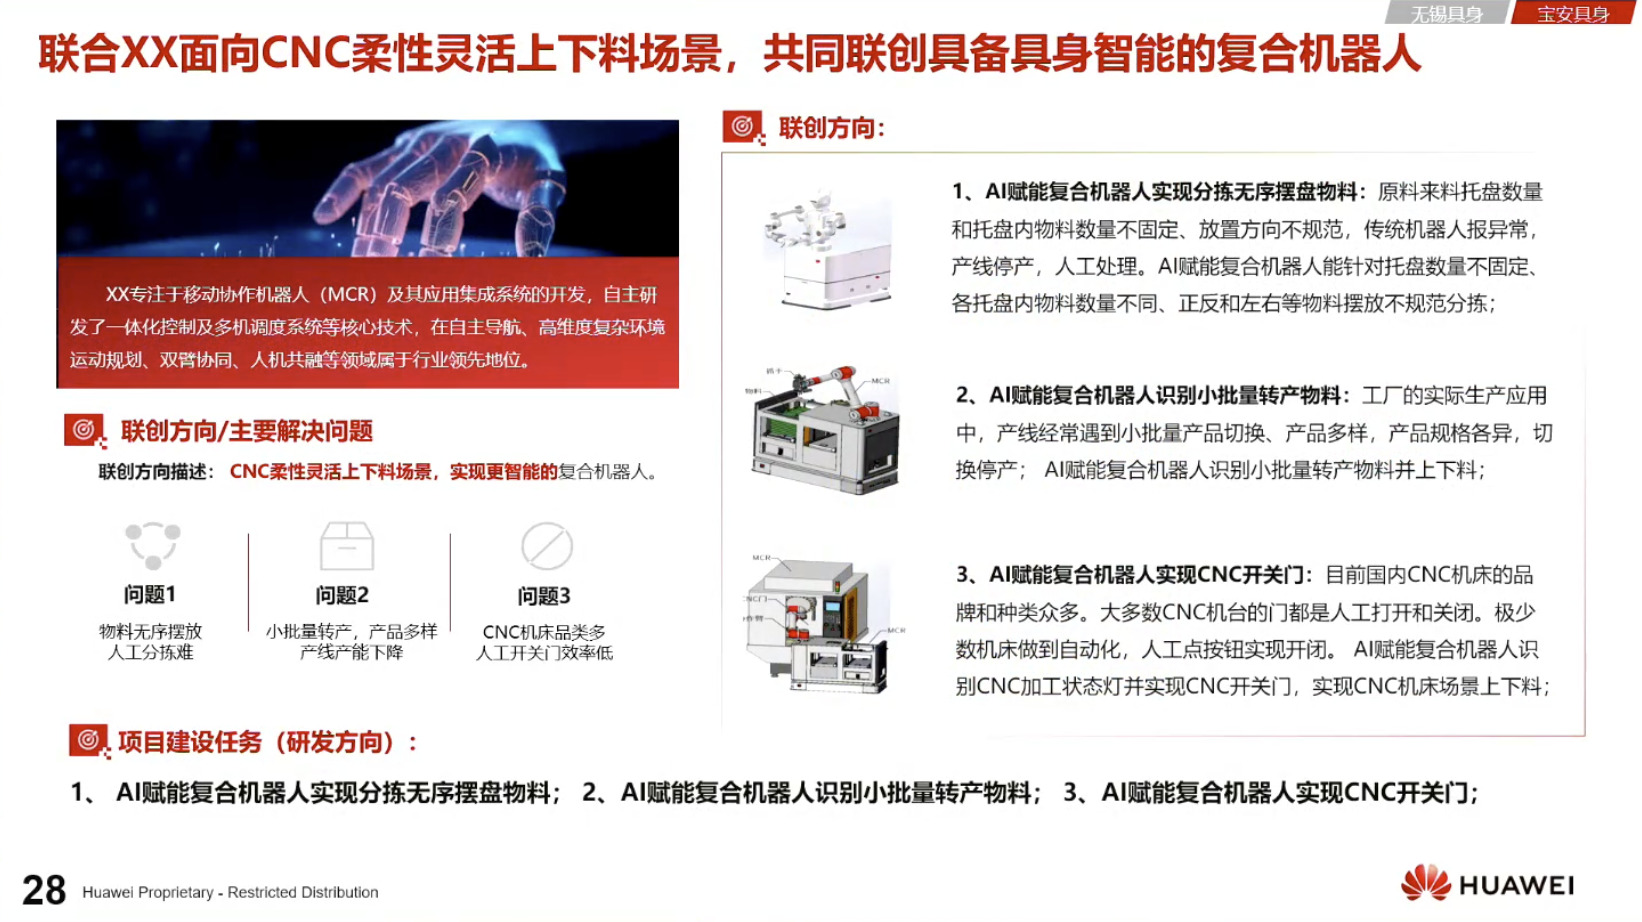 无锡具身
宝安具身
联合XX面向CNC柔性灵活上下料场景，共同联创具备具身智能的复合机器人
XX专注于移动协作机器人（MCR）及其应用集成系统的开发，自主研
发了一体化控制及多机调度系统等核心技术，在自主导航、高维度复杂环境
运动规划、双臂协同、人机共融等领域属于行业领先地位。
联创方向/主要解决问题
联创方向描述： CNC柔性灵活上下料场景，实现更智能的复合机器人。
问题1
物料无序摆放
人工分拣难
问题2
小批量转产，产品多样
产线产能下降
问题3
CNC机床品类多
人工开关门效率低
联创方向：
1、AI赋能复合机器人实现分拣无序摆盘物料：原料来料托盘数量
和托盘内物料数量不固定、放置方向不规范，传统机器人报异常，
产线停产，人工处理。AI赋能复合机器人能针对托盘数量不固定、
各托盘内物料数量不同、正反和左右等物料摆放不规范分拣；
抓手
物料
MCR
2、AI赋能复合机器人识别小批量转产物料：工厂的实际生产应用
中，产线经常遇到小批量产品切换、产品多样，产品规格各异，切
换停产； AI赋能复合机器人识别小批量转产物料并上下料；
MCR
CNC门
MCR
3、AI赋能复合机器人实现CNC开关门：目前国内CNC机床的品
牌和种类众多。大多数CNC机台的门都是人工打开和关闭。极少
数机床做到自动化，人工点按钮实现开闭。 AI赋能复合机器人识
别CNC加工状态灯并实现CNC开关门，实现CNC机床场景上下料；
项目建设任务（研发方向）：
1、 AI赋能复合机器人实现分拣无序摆盘物料； 2、AI赋能复合机器人识别小批量转产物料； 3、AI赋能复合机器人实现CNC开关门；
28
Huawei Proprietary - Restricted Distribution
HUAWEI